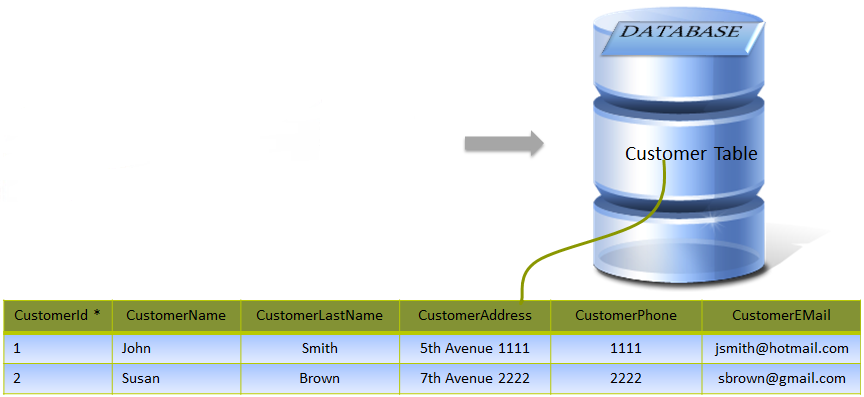 DATABASE
Customer Table
CustomerId * CustomerName CustomerLastName CustomerAddress CustomerPhone CustomerEMail
1 John Smith 5th Avenue 1111 1111 jsmith@hotmail.com
2 Susan Brown 7th Avenue 2222 2222 sbrown@gmail.com